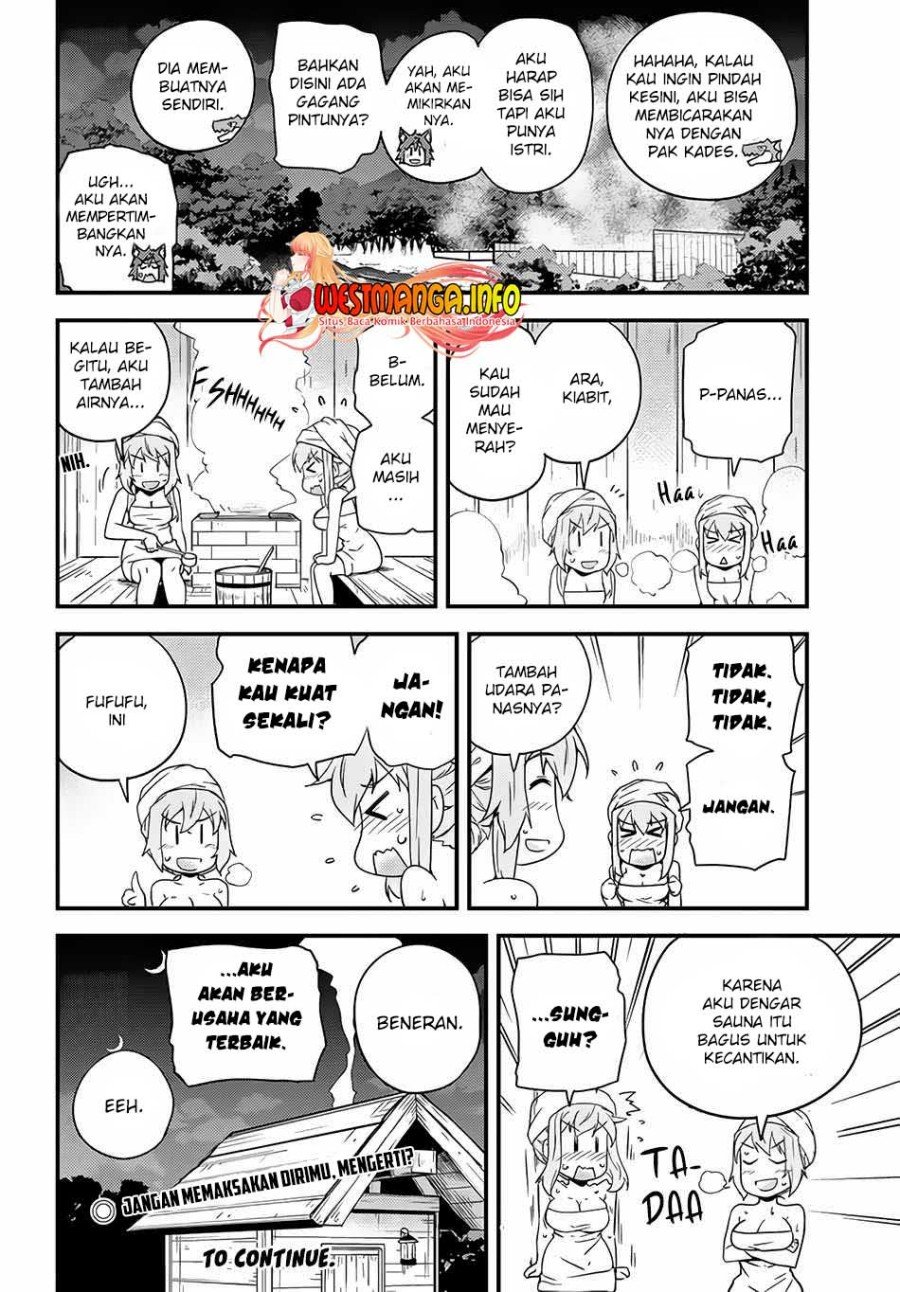 HAHAHA, KALAU
KAU INGIN PINDAH
KESINI, AKU BISA
MEMBICARAKAN
NYA DENGAN
PAK KADES.
AKU
HARAP
BISA SIH
TAPI AKU
PUNYA
ISTRI.
YAH, AKU
AKAN ME-
MIKIRKAN
NYA.
BAHKAN
DISINI ADA
GAGANG
PINTUNYA?
DIA MEM-
BUATNYA
SENDIRI.
UGH...
AKU AKAN
MEMPERTIM-
BANGKAN
NYA.
WESTMANGA.INFO
Situs Baca Komik Berbahasa Indonesia
P-PANAS...
ARA,
KIABIT,
KAU
SUDAH
MAU
MENYE-
RAH?
Haa.
Haa
B-
BELUM.
AKU
MASIH
...
FSHHHHHH
KALAU BE-
GITU, AKU
TAMBAH
AIRNYA...
NIH.
TIDAK.
TIDAK,
TIDAK,
JANGAN.
TAMBAH
UDARA PA-
NASNYA?
JA-
NGAN!
KENAPA
KAU KUAT
SEKALI?
FUFUFU,
INI
KARENA
AKU DENGAR
SAUNA ITU
BAGUS UNTUK
KECANTIKAN.
...SUNG-
GUH?
TA-
DAA
BENERAN.
...AKU
AKAN BER-
USAHA YANG
TERBAIK.
EEH.
JANGAN MEMAKSAKAN DIRIMU, MENGERTI?
TO CONTINUE.